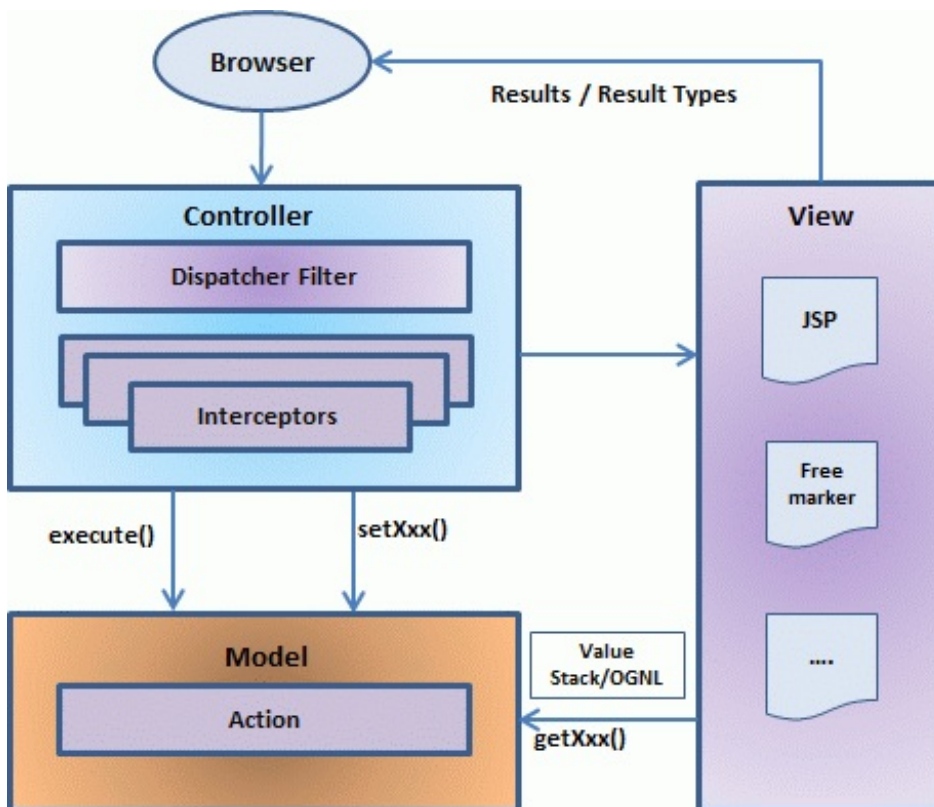 Browser
Results / Result Types
Controller
View
Dispatcher Filter
JSP
Interceptors
Free
marker
execute()
setXxx()
Model
Value
Stack/OGNL
....
Action
getXxx()